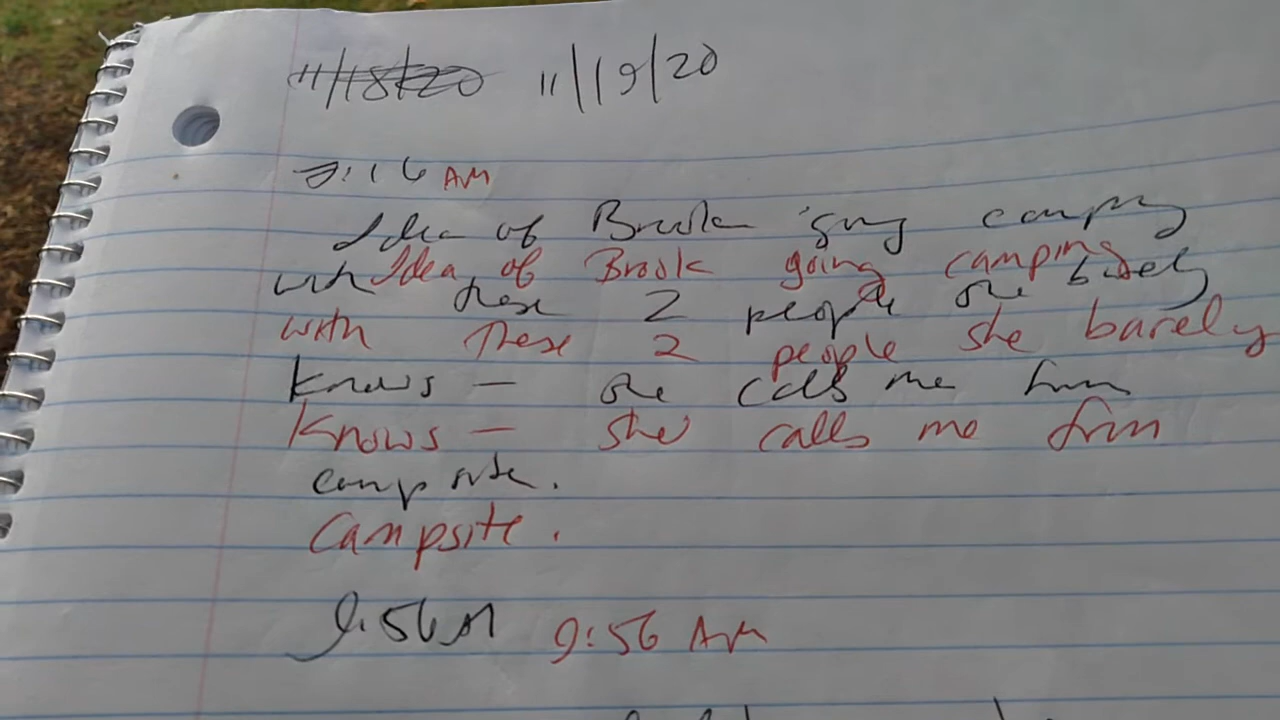 11/18/20 11/19/20
:16 AM
Idea of Brook going camping
Idea of Brook going camping
with these 2 people she barely
with these 2 people she barely
knows — she calls me from
Knows — she calls me from
campsite.
Campsite.
9:56 AM 9:56 AM